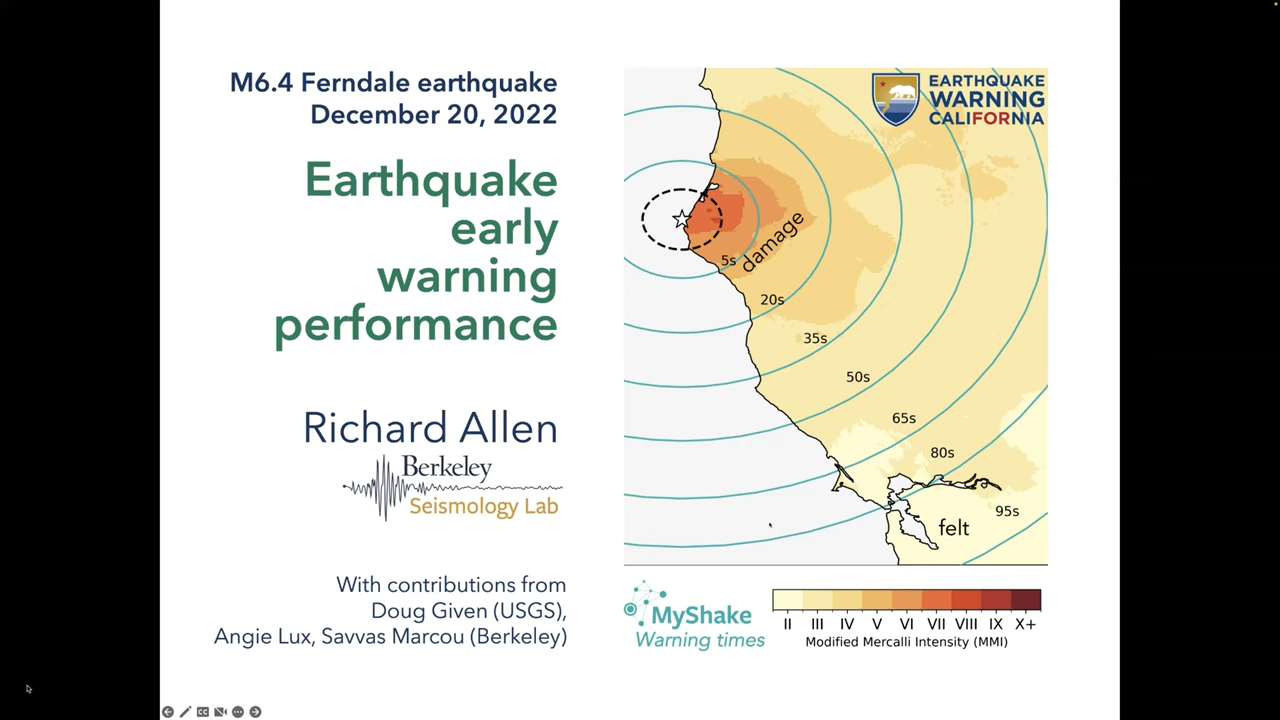 M6.4 Ferndale earthquake
December 20, 2022
Earthquake
early
warning
performance
Richard Allen
Berkeley
Seismology Lab
With contributions from
Doug Given (USGS),
Angie Lux, Savvas Marcou (Berkeley)
EARTHQUAKE
WARNING
CALIFORNIA
damage
5s
20s
35s
50s
65s
80s
95s
felt
MyShake
Warning times
II III IV V VI VII VIII IX X+
Modified Mercalli Intensity (MMI)
CC